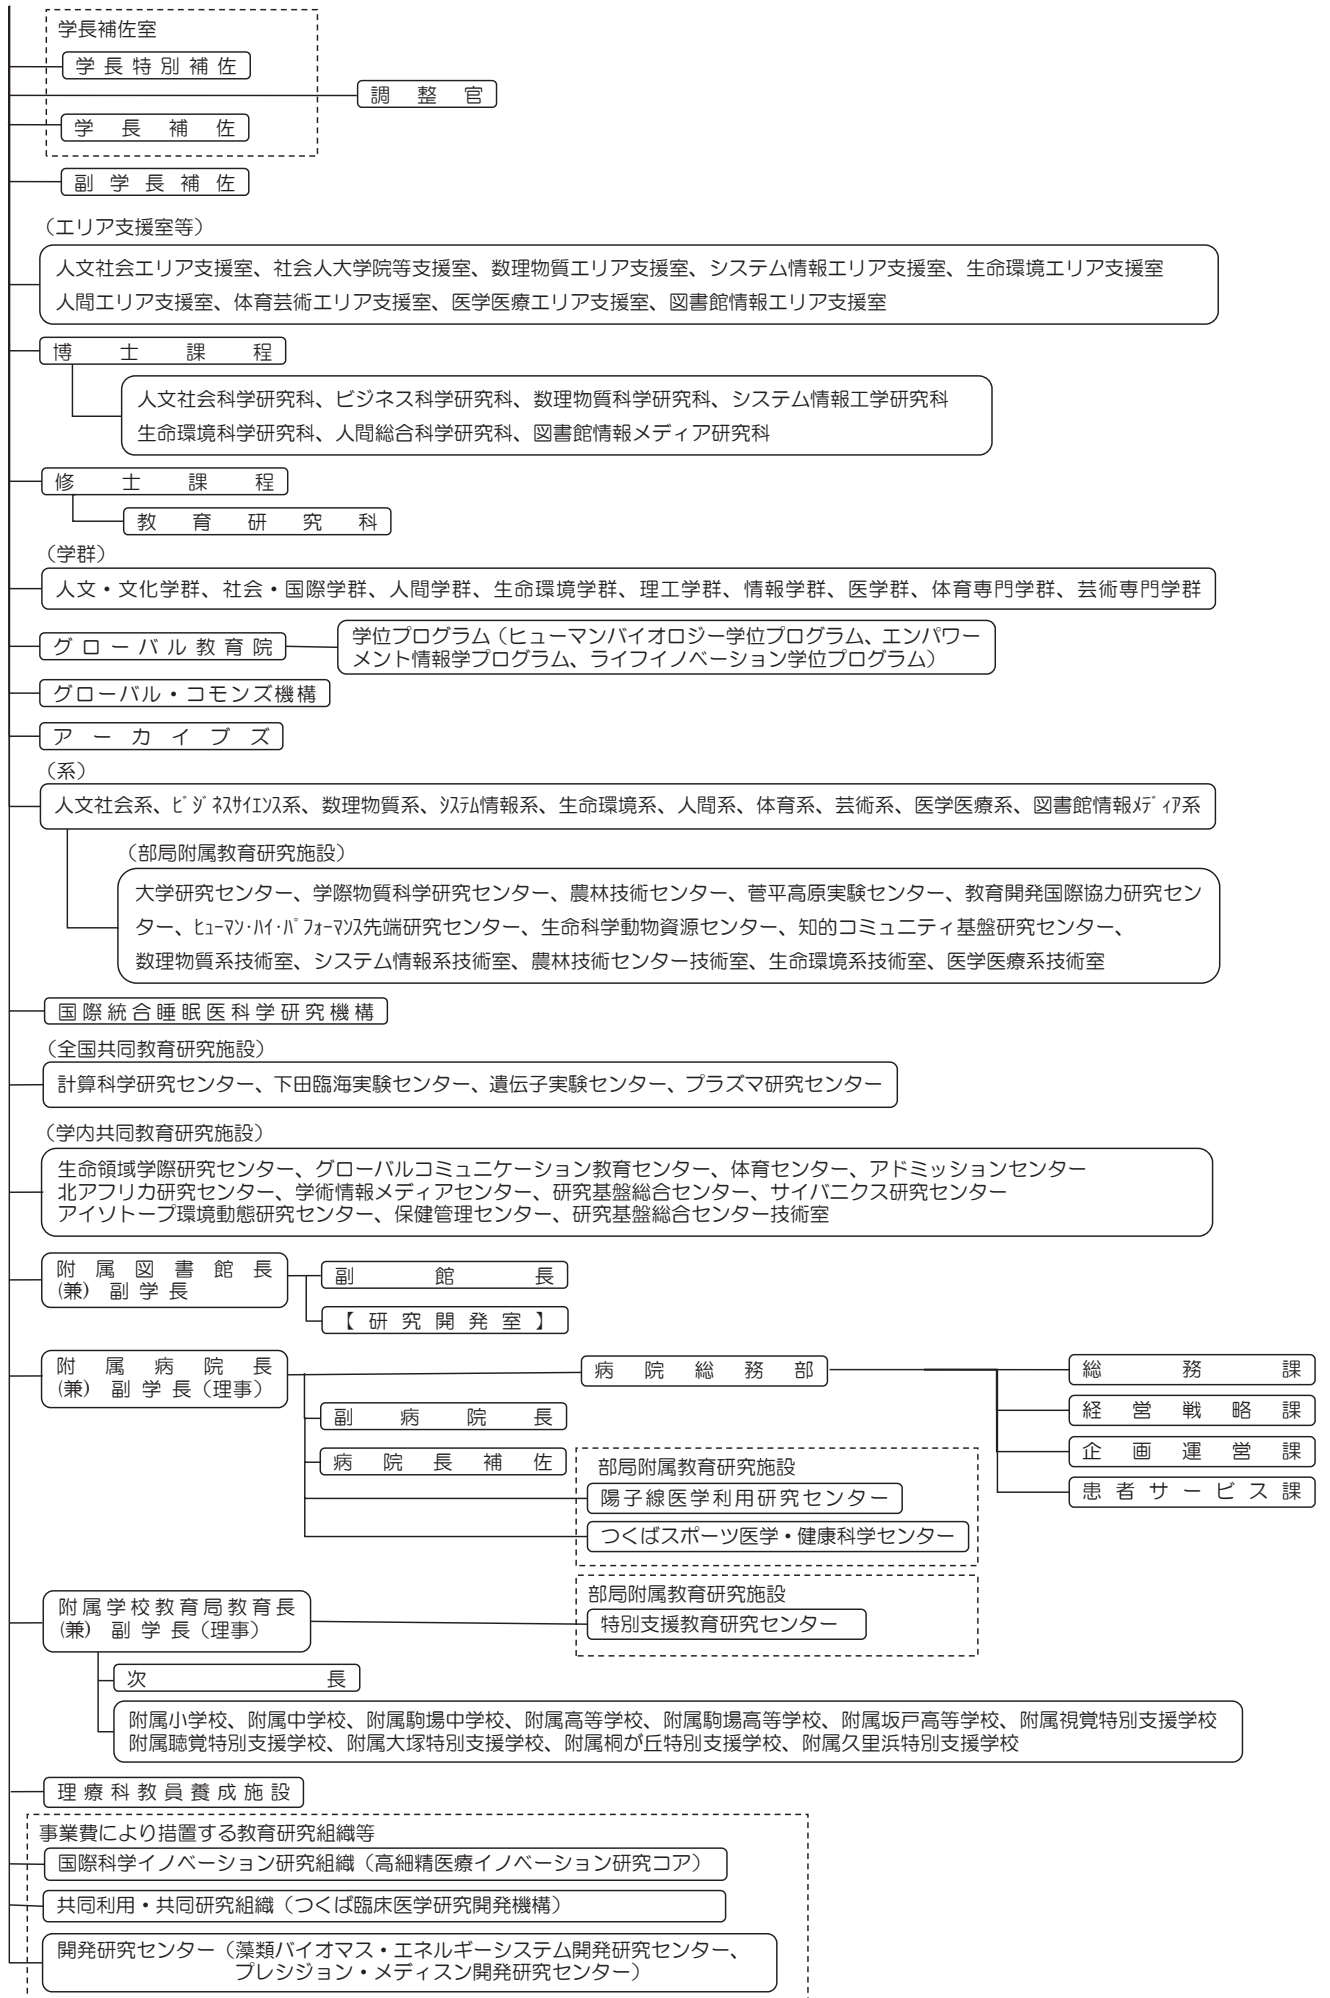 学長補佐室
学長特別補佐
調整官
学長補佐
副学長補佐
（エリア支援室等）
人文社会エリア支援室、社会人大学院等支援室、数理物質エリア支援室、システム情報エリア支援室、生命環境エリア支援室
人間エリア支援室、体育芸術エリア支援室、医学医療エリア支援室、図書館情報エリア支援室
博士課程
人文社会科学研究科、ビジネス科学研究科、数理物質科学研究科、システム情報工学研究科
生命環境科学研究科、人間総合科学研究科、図書館情報メディア研究科
修士課程
教育研究科
（学群）
人文・文化学群、社会・国際学群、人間学群、生命環境学群、理工学群、情報学群、医学群、体育専門学群、芸術専門学群
グローバル教育院
学位プログラム（ヒューマンバイオロジー学位プログラム、エンパワー
メント情報学プログラム、ライフイノベーション学位プログラム）
グローバル・コモンズ機構
アーカイブズ
（系）
人文社会系、ﾋﾞｼﾞﾈｽｻｲｴﾝｽ系、数理物質系、ｼｽﾃﾑ情報系、生命環境系、人間系、体育系、芸術系、医学医療系、図書館情報ﾒﾃﾞｨｱ系
（部局附属教育研究施設）
大学研究センター、学際物質科学研究センター、農林技術センター、菅平高原実験センター、教育開発国際協力研究セン
ター、ﾋｭｰﾏﾝ･ﾊｲ･ﾊﾟﾌｫｰﾏﾝｽ先端研究センター、生命科学動物資源センター、知的コミュニティ基盤研究センター、
数理物質系技術室、システム情報系技術室、農林技術センター技術室、生命環境系技術室、医学医療系技術室
国際統合睡眠医科学研究機構
（全国共同教育研究施設）
計算科学研究センター、下田臨海実験センター、遺伝子実験センター、プラズマ研究センター
（学内共同教育研究施設）
生命領域学際研究センター、グローバルコミュニケーション教育センター、体育センター、アドミッションセンター
北アフリカ研究センター、学術情報メディアセンター、研究基盤総合センター、サイバニクス研究センター
アイソトープ環境動態研究センター、保健管理センター、研究基盤総合センター技術室
附属図書館長
(兼) 副学長
副館長
【研究開発室】
附属病院長
(兼) 副学長（理事）
病院総務部
総務課
経営戦略課
企画運営課
患者サービス課
副病院長
病院長補佐
部局附属教育研究施設
陽子線医学利用研究センター
つくばスポーツ医学・健康科学センター
附属学校教育局教育長
(兼) 副学長（理事）
部局附属教育研究施設
特別支援教育研究センター
次長
附属小学校、附属中学校、附属駒場中学校、附属高等学校、附属駒場高等学校、附属坂戸高等学校、附属視覚特別支援学校
附属聴覚特別支援学校、附属大塚特別支援学校、附属桐が丘特別支援学校、附属久里浜特別支援学校
理療科教員養成施設
事業費により措置する教育研究組織等
国際科学イノベーション研究組織（高細精医療イノベーション研究コア）
共同利用・共同研究組織（つくば臨床医学研究開発機構）
開発研究センター（藻類バイオマス・エネルギーシステム開発研究センター、
プレシジョン・メディスン開発研究センター）